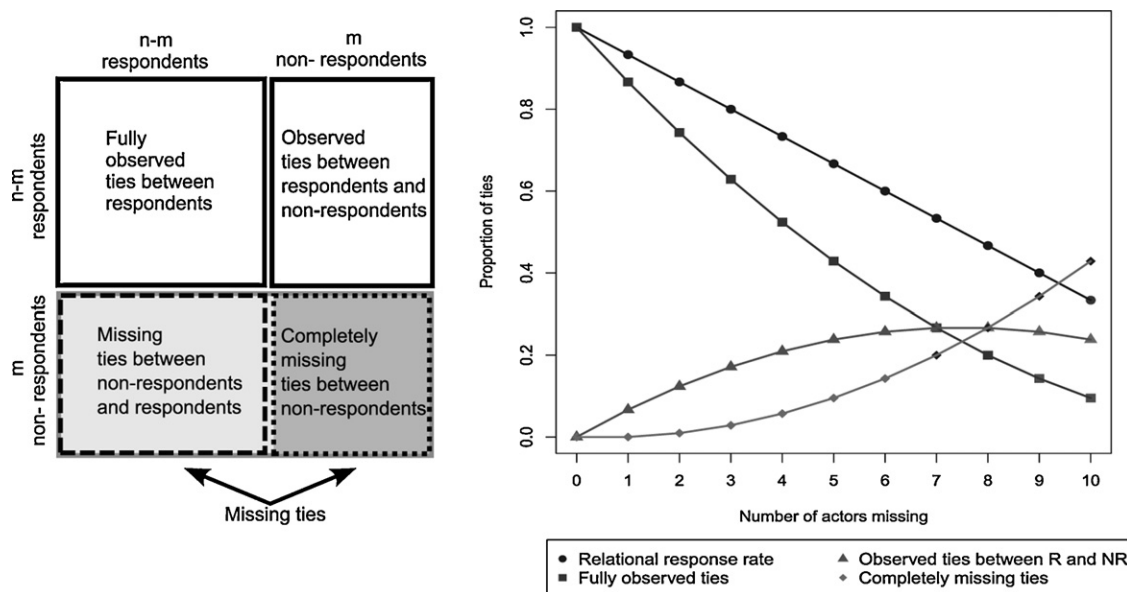 n-m
respondents
m
non- respondents
n-m
respondents
Fully
observed
ties between
respondents
Observed
ties between
respondents and
non-respondents
m
non- respondents
Missing
ties between
non-respondents
and respondents
Completely
missing
ties between
non-respondents
Missing ties
Proportion of ties
1.0
0.8
0.6
0.4
0.2
0.0
0 1 2 3 4 5 6 7 8 9 10
Number of actors missing
Relational response rate
Fully observed ties
Observed ties between R and NR
Completely missing ties